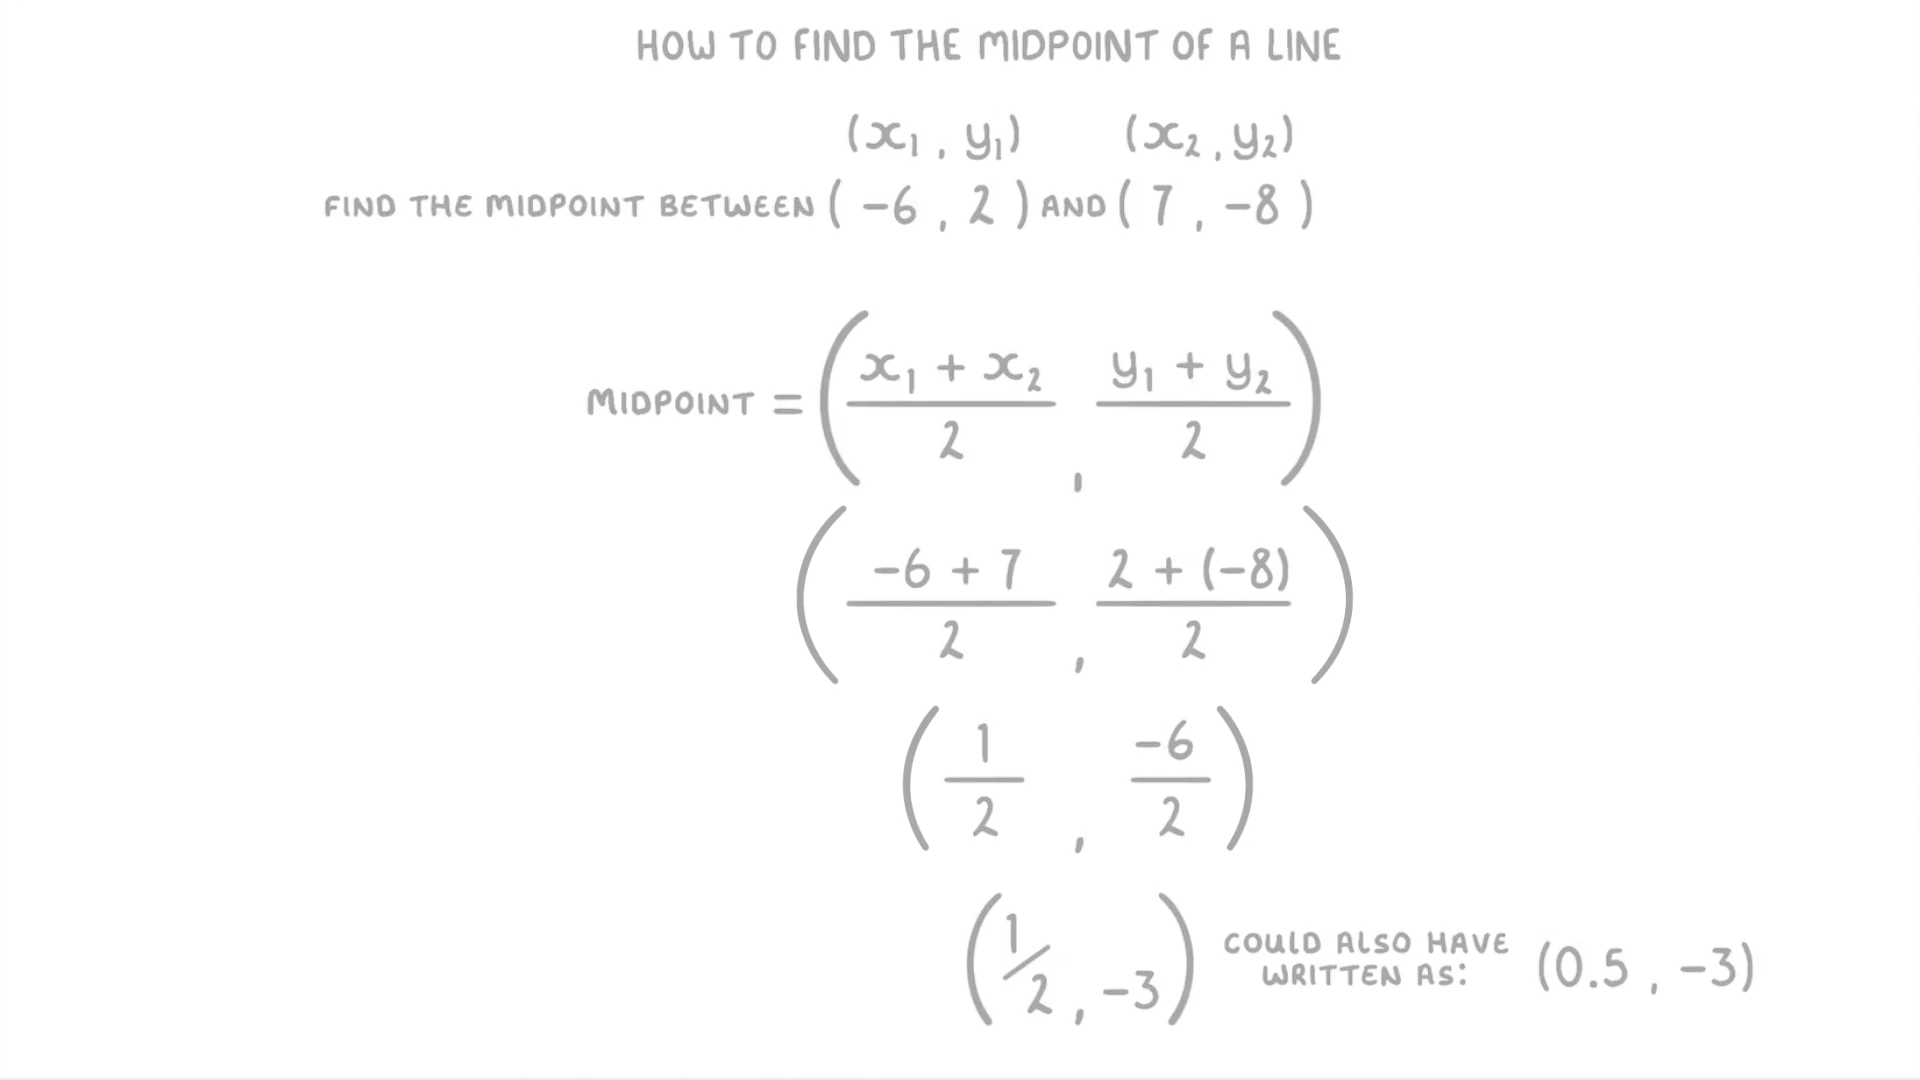 HOW TO FIND THE MIDPOINT OF A LINE
(x₁, y₁) (x₂, y₂)
FIND THE MIDPOINT BETWEEN (-6, 2) AND (7, -8)
MIDPOINT = ((x₁ + x₂)/2, (y₁ + y₂)/2)
((-6 + 7)/2, (2 + (-8))/2)
(1/2, -6/2)
(1/2, -3) COULD ALSO HAVE WRITTEN AS: (0.5, -3)